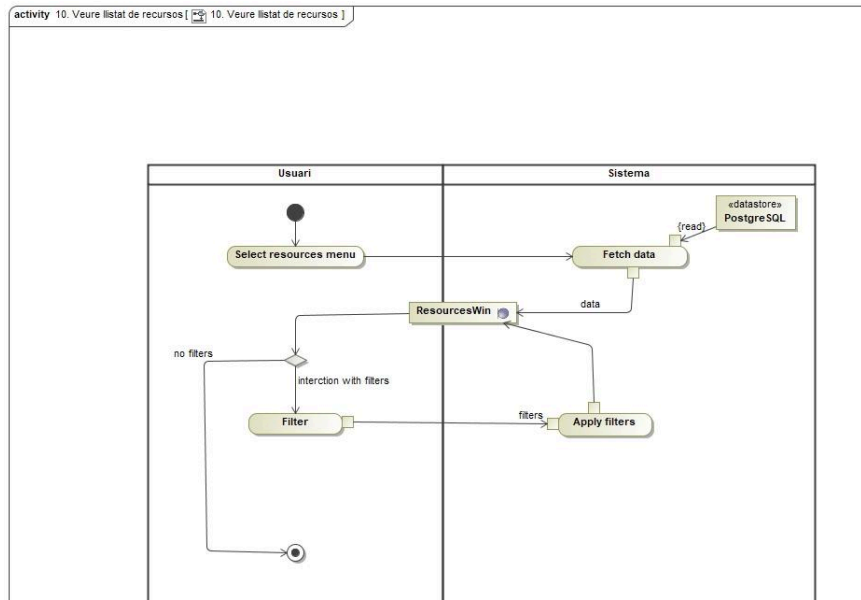 activity 10. Veure llistat de recursos [ 10. Veure llistat de recursos ]
Usuari
Sistema
«datastore»
PostgreSQL
{read}
Select resources menu
Fetch data
data
ResourcesWin
no filters
interction with filters
filters
Filter
Apply filters